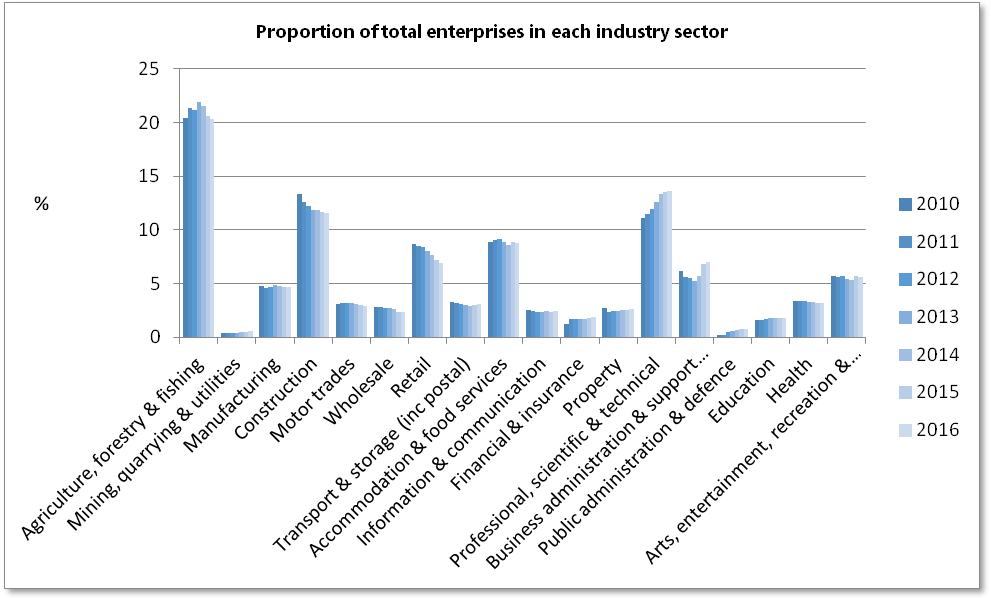 Proportion of total enterprises in each industry sector
25
20
15
10
5
0
%
Agriculture, forestry & fishing
Mining, quarrying & utilities
Manufacturing
Construction
Motor trades
Wholesale
Retail
Transport & storage (inc postal)
Accommodation & food services
Information & communication
Financial & insurance
Property
Professional, scientific & technical
Business administration & support...
Public administration & defence
Education
Health
Arts, entertainment, recreation &...
2010
2011
2012
2013
2014
2015
2016